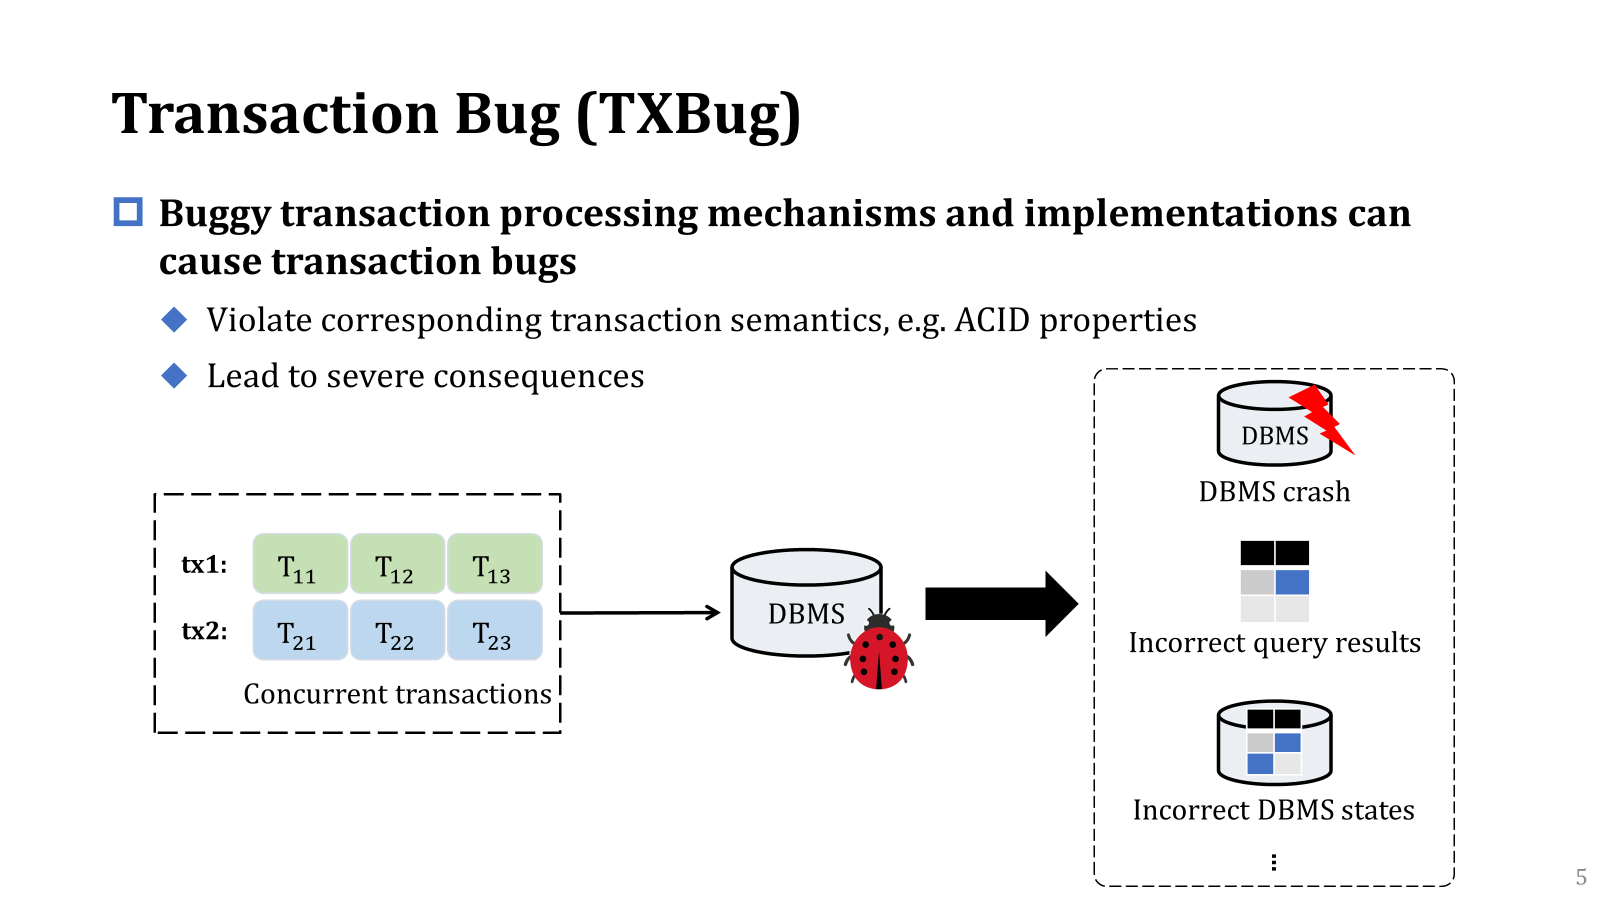 Transaction Bug (TXBug)
Buggy transaction processing mechanisms and implementations can
cause transaction bugs
Violate corresponding transaction semantics, e.g. ACID properties
Lead to severe consequences
tx1: T11 T12 T13
tx2: T21 T22 T23
Concurrent transactions
DBMS
DBMS
DBMS crash
Incorrect query results
Incorrect DBMS states
...
5